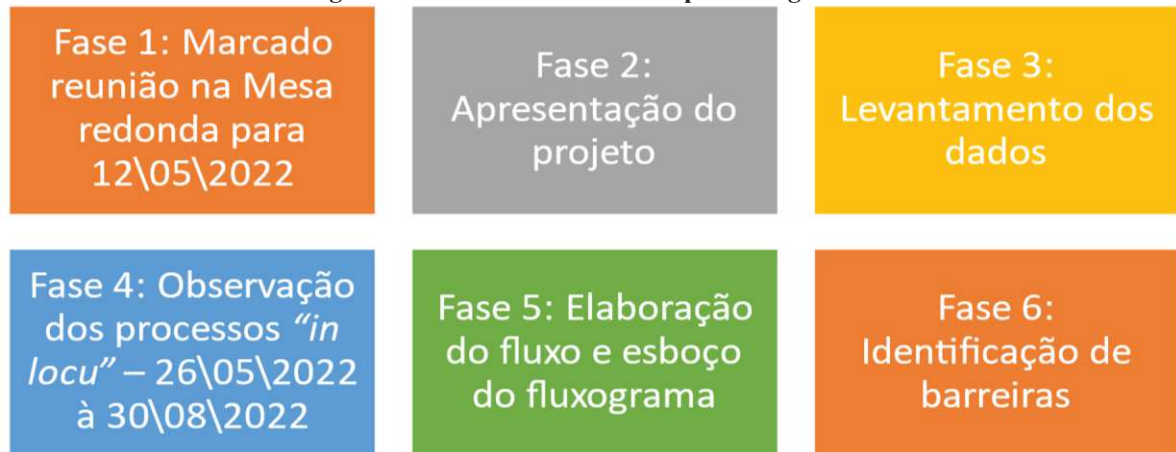 Fase 1: Marcado
reunião na Mesa
redonda para
12\05\2022
Fase 2:
Apresentação do
projeto
Fase 3:
Levantamento dos
dados
Fase 4: Observação
dos processos “in
locu” – 26\05\2022
à 30\08\2022
Fase 5: Elaboração
do fluxo e esboço
do fluxograma
Fase 6:
Identificação de
barreiras